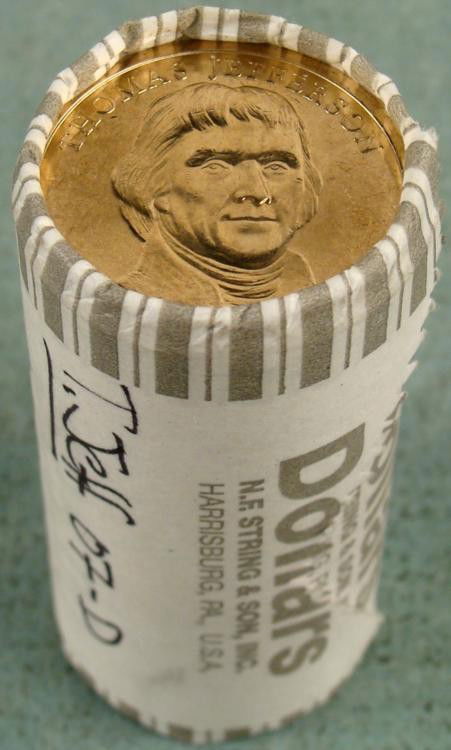 THOMAS JEFFERSON
T. Jeff 07-D
Dollars
N.F. STRING & SON, INC.
HARRISBURG, PA., U.S.A.